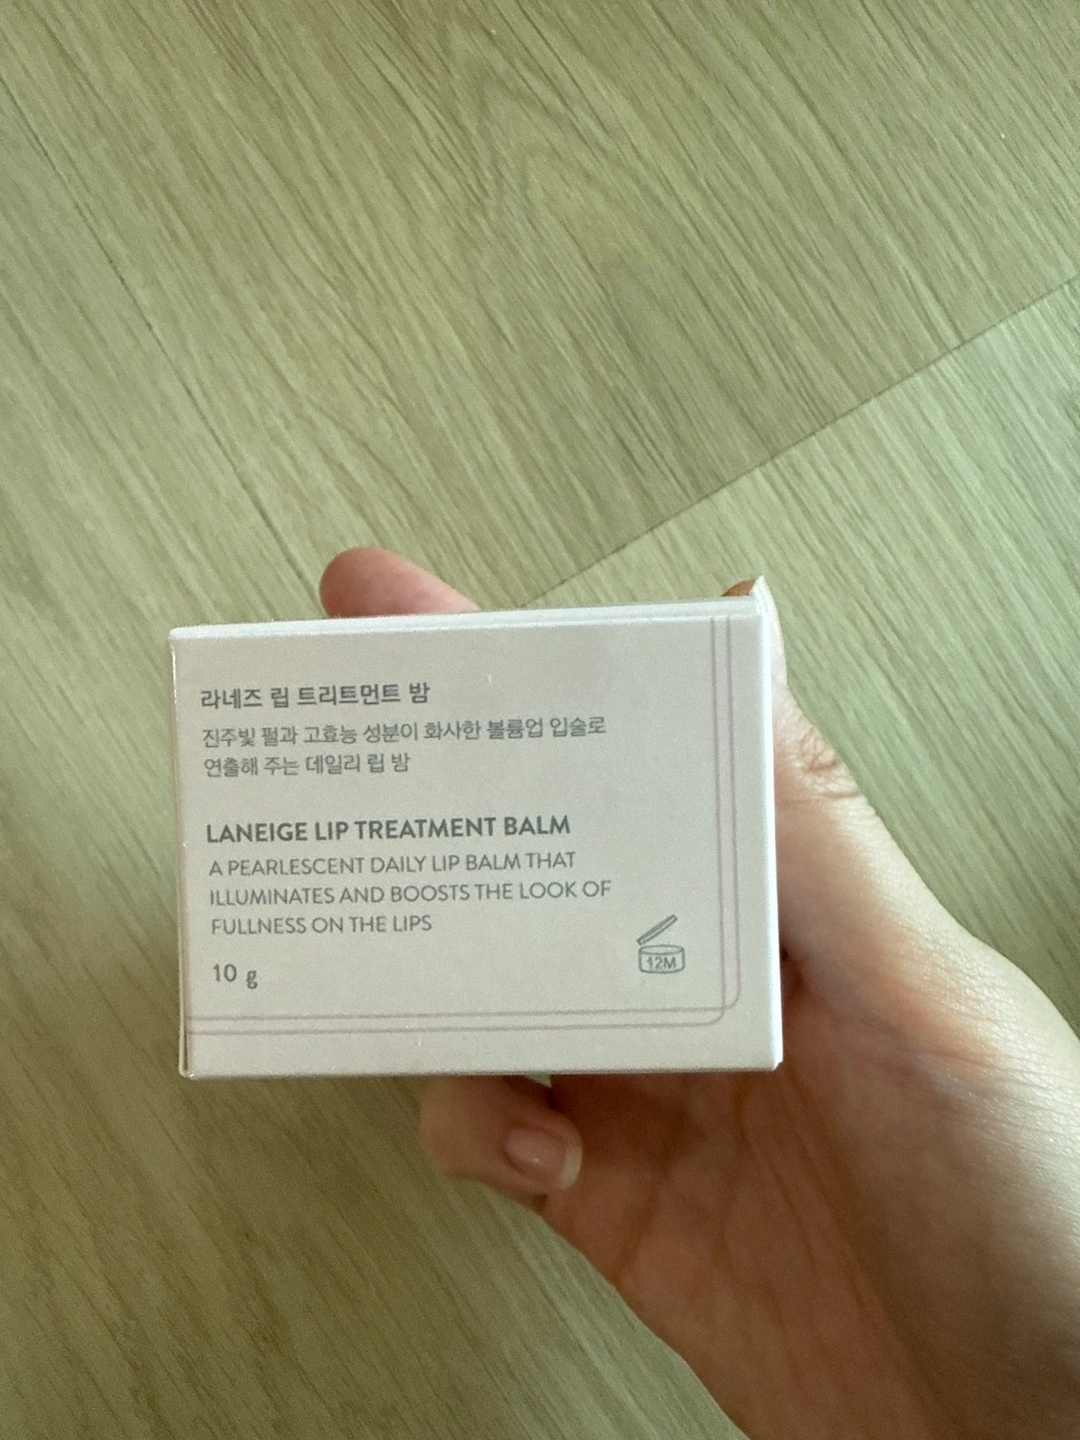 라네즈 립 트리트먼트 밤
진주빛 펄과 고효능 성분이 화사한 볼륨업 입술로
연출해 주는 데일리 립 밤
LANEIGE LIP TREATMENT BALM
A PEARLESCENT DAILY LIP BALM THAT
ILLUMINATES AND BOOSTS THE LOOK OF
FULLNESS ON THE LIPS
10 g
12M